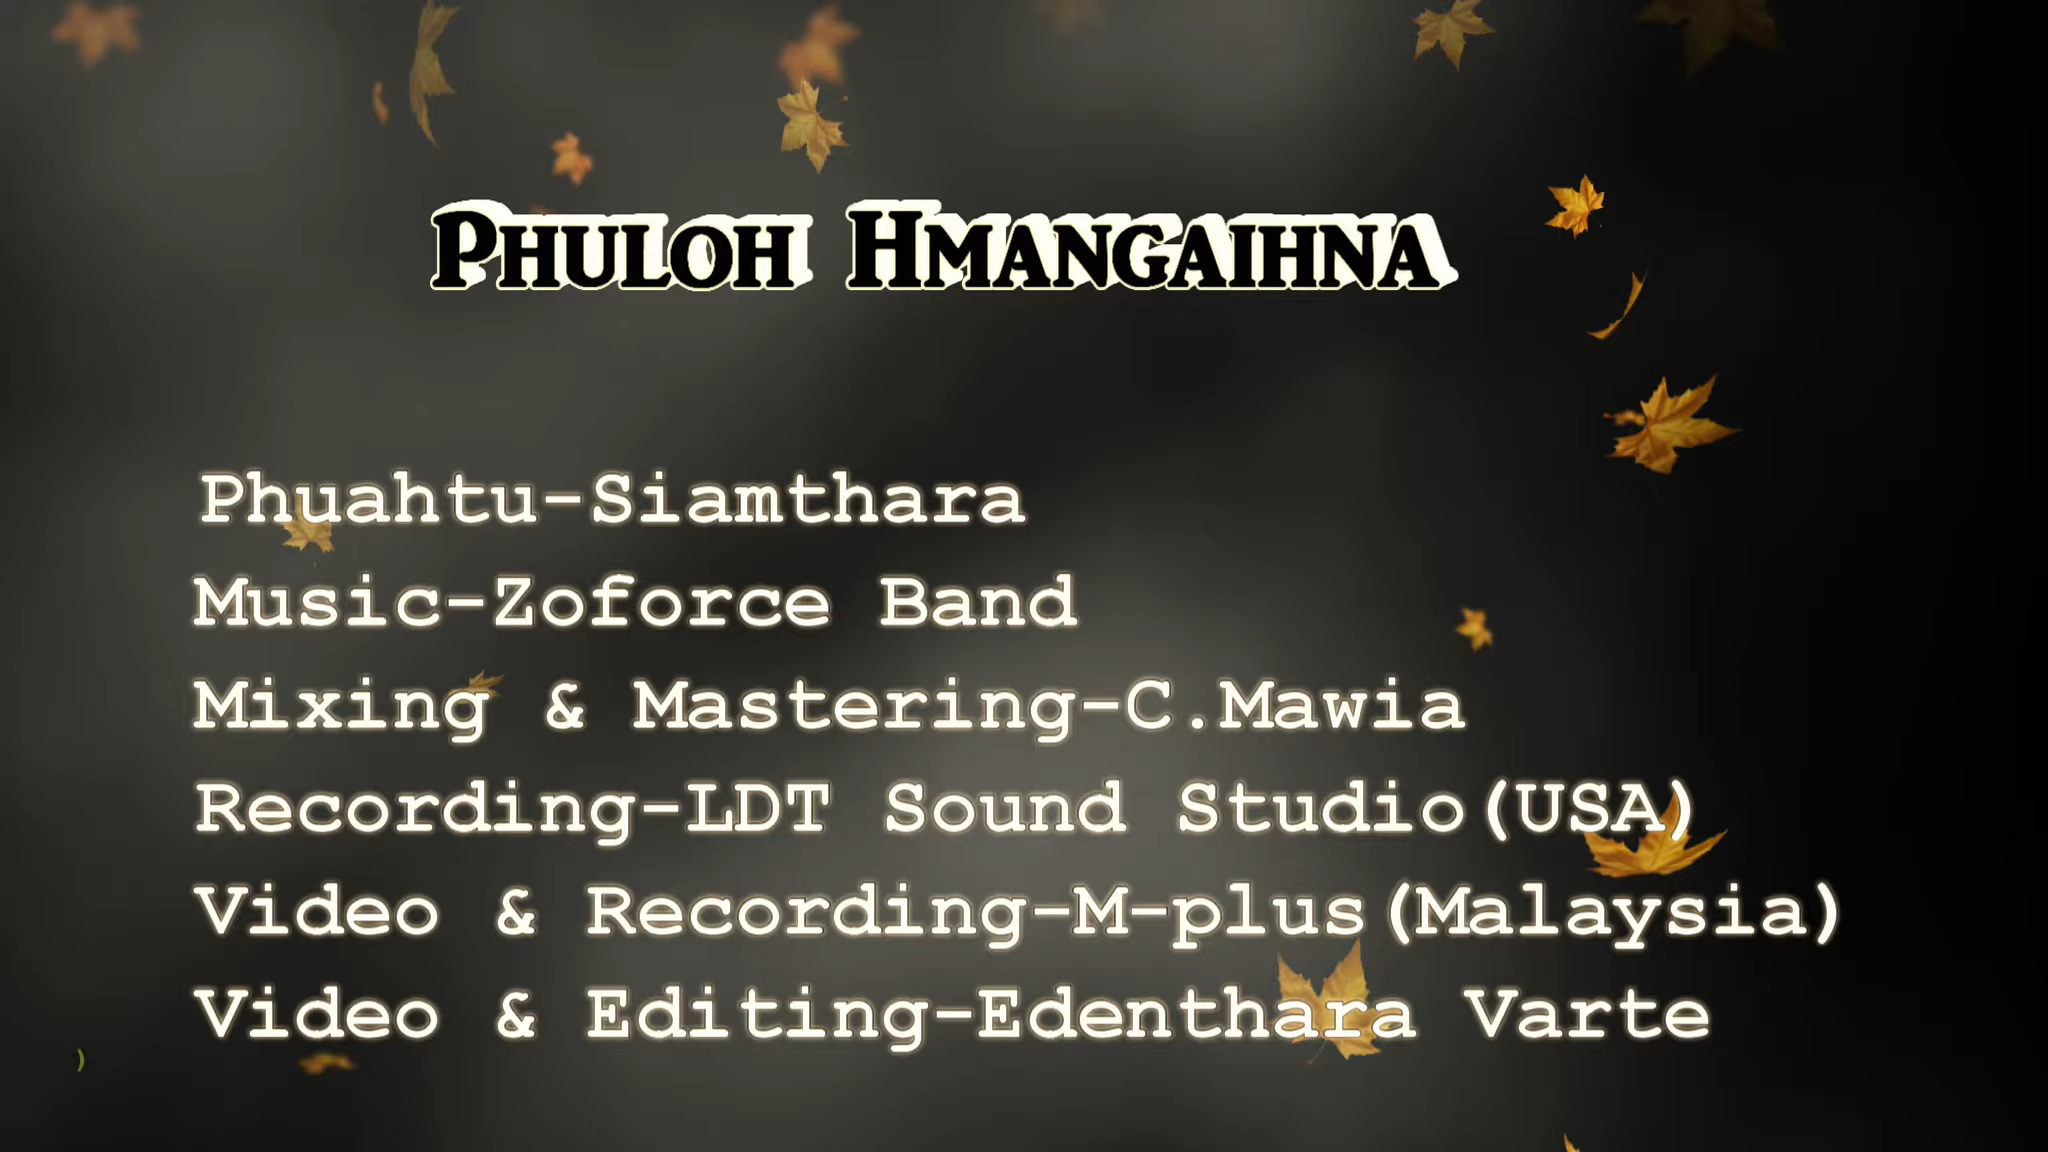 Phuloh Hmangaihna
Phuahtu-Siamthara
Music-Zoforce Band
Mixing & Mastering-C.Mawia
Recording-LDT Sound Studio(USA)
Video & Recording-M-plus(Malaysia)
Video & Editing-Edenthara Varte